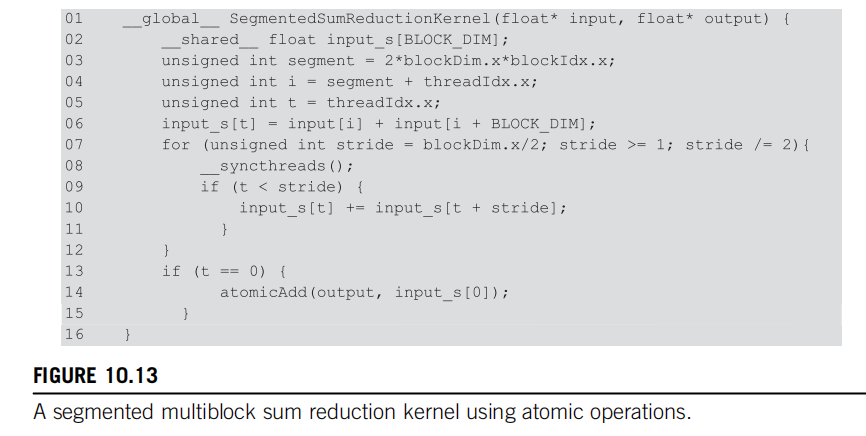 01 __global__ SegmentedSumReductionKernel(float* input, float* output) {
02 __shared__ float input_s[BLOCK_DIM];
03 unsigned int segment = 2*blockDim.x*blockIdx.x;
04 unsigned int i = segment + threadIdx.x;
05 unsigned int t = threadIdx.x;
06 input_s[t] = input[i] + input[i + BLOCK_DIM];
07 for (unsigned int stride = blockDim.x/2; stride >= 1; stride /= 2){
08 __syncthreads();
09 if (t < stride) {
10 input_s[t] += input_s[t + stride];
11 }
12 }
13 if (t == 0) {
14 atomicAdd(output, input_s[0]);
15 }
16 }
FIGURE 10.13
A segmented multiblock sum reduction kernel using atomic operations.